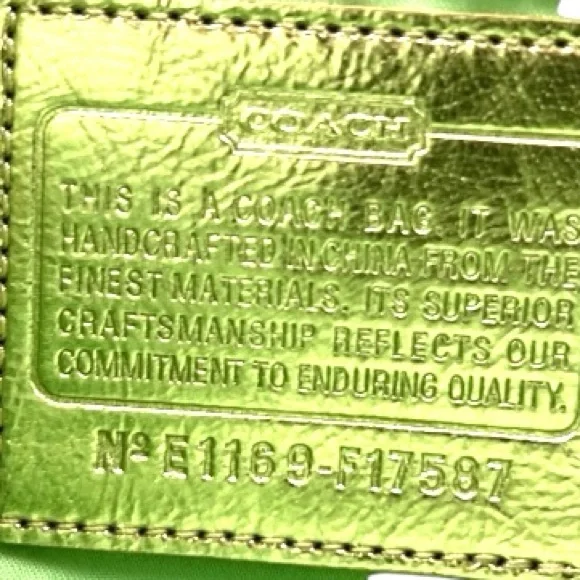 COACH
THIS IS A COACH BAG. IT WAS
HANDCRAFTED IN CHINA FROM THE
FINEST MATERIALS. ITS SUPERIOR
CRAFTSMANSHIP REFLECTS OUR
COMMITMENT TO ENDURING QUALITY.
Nº E1169-F17587